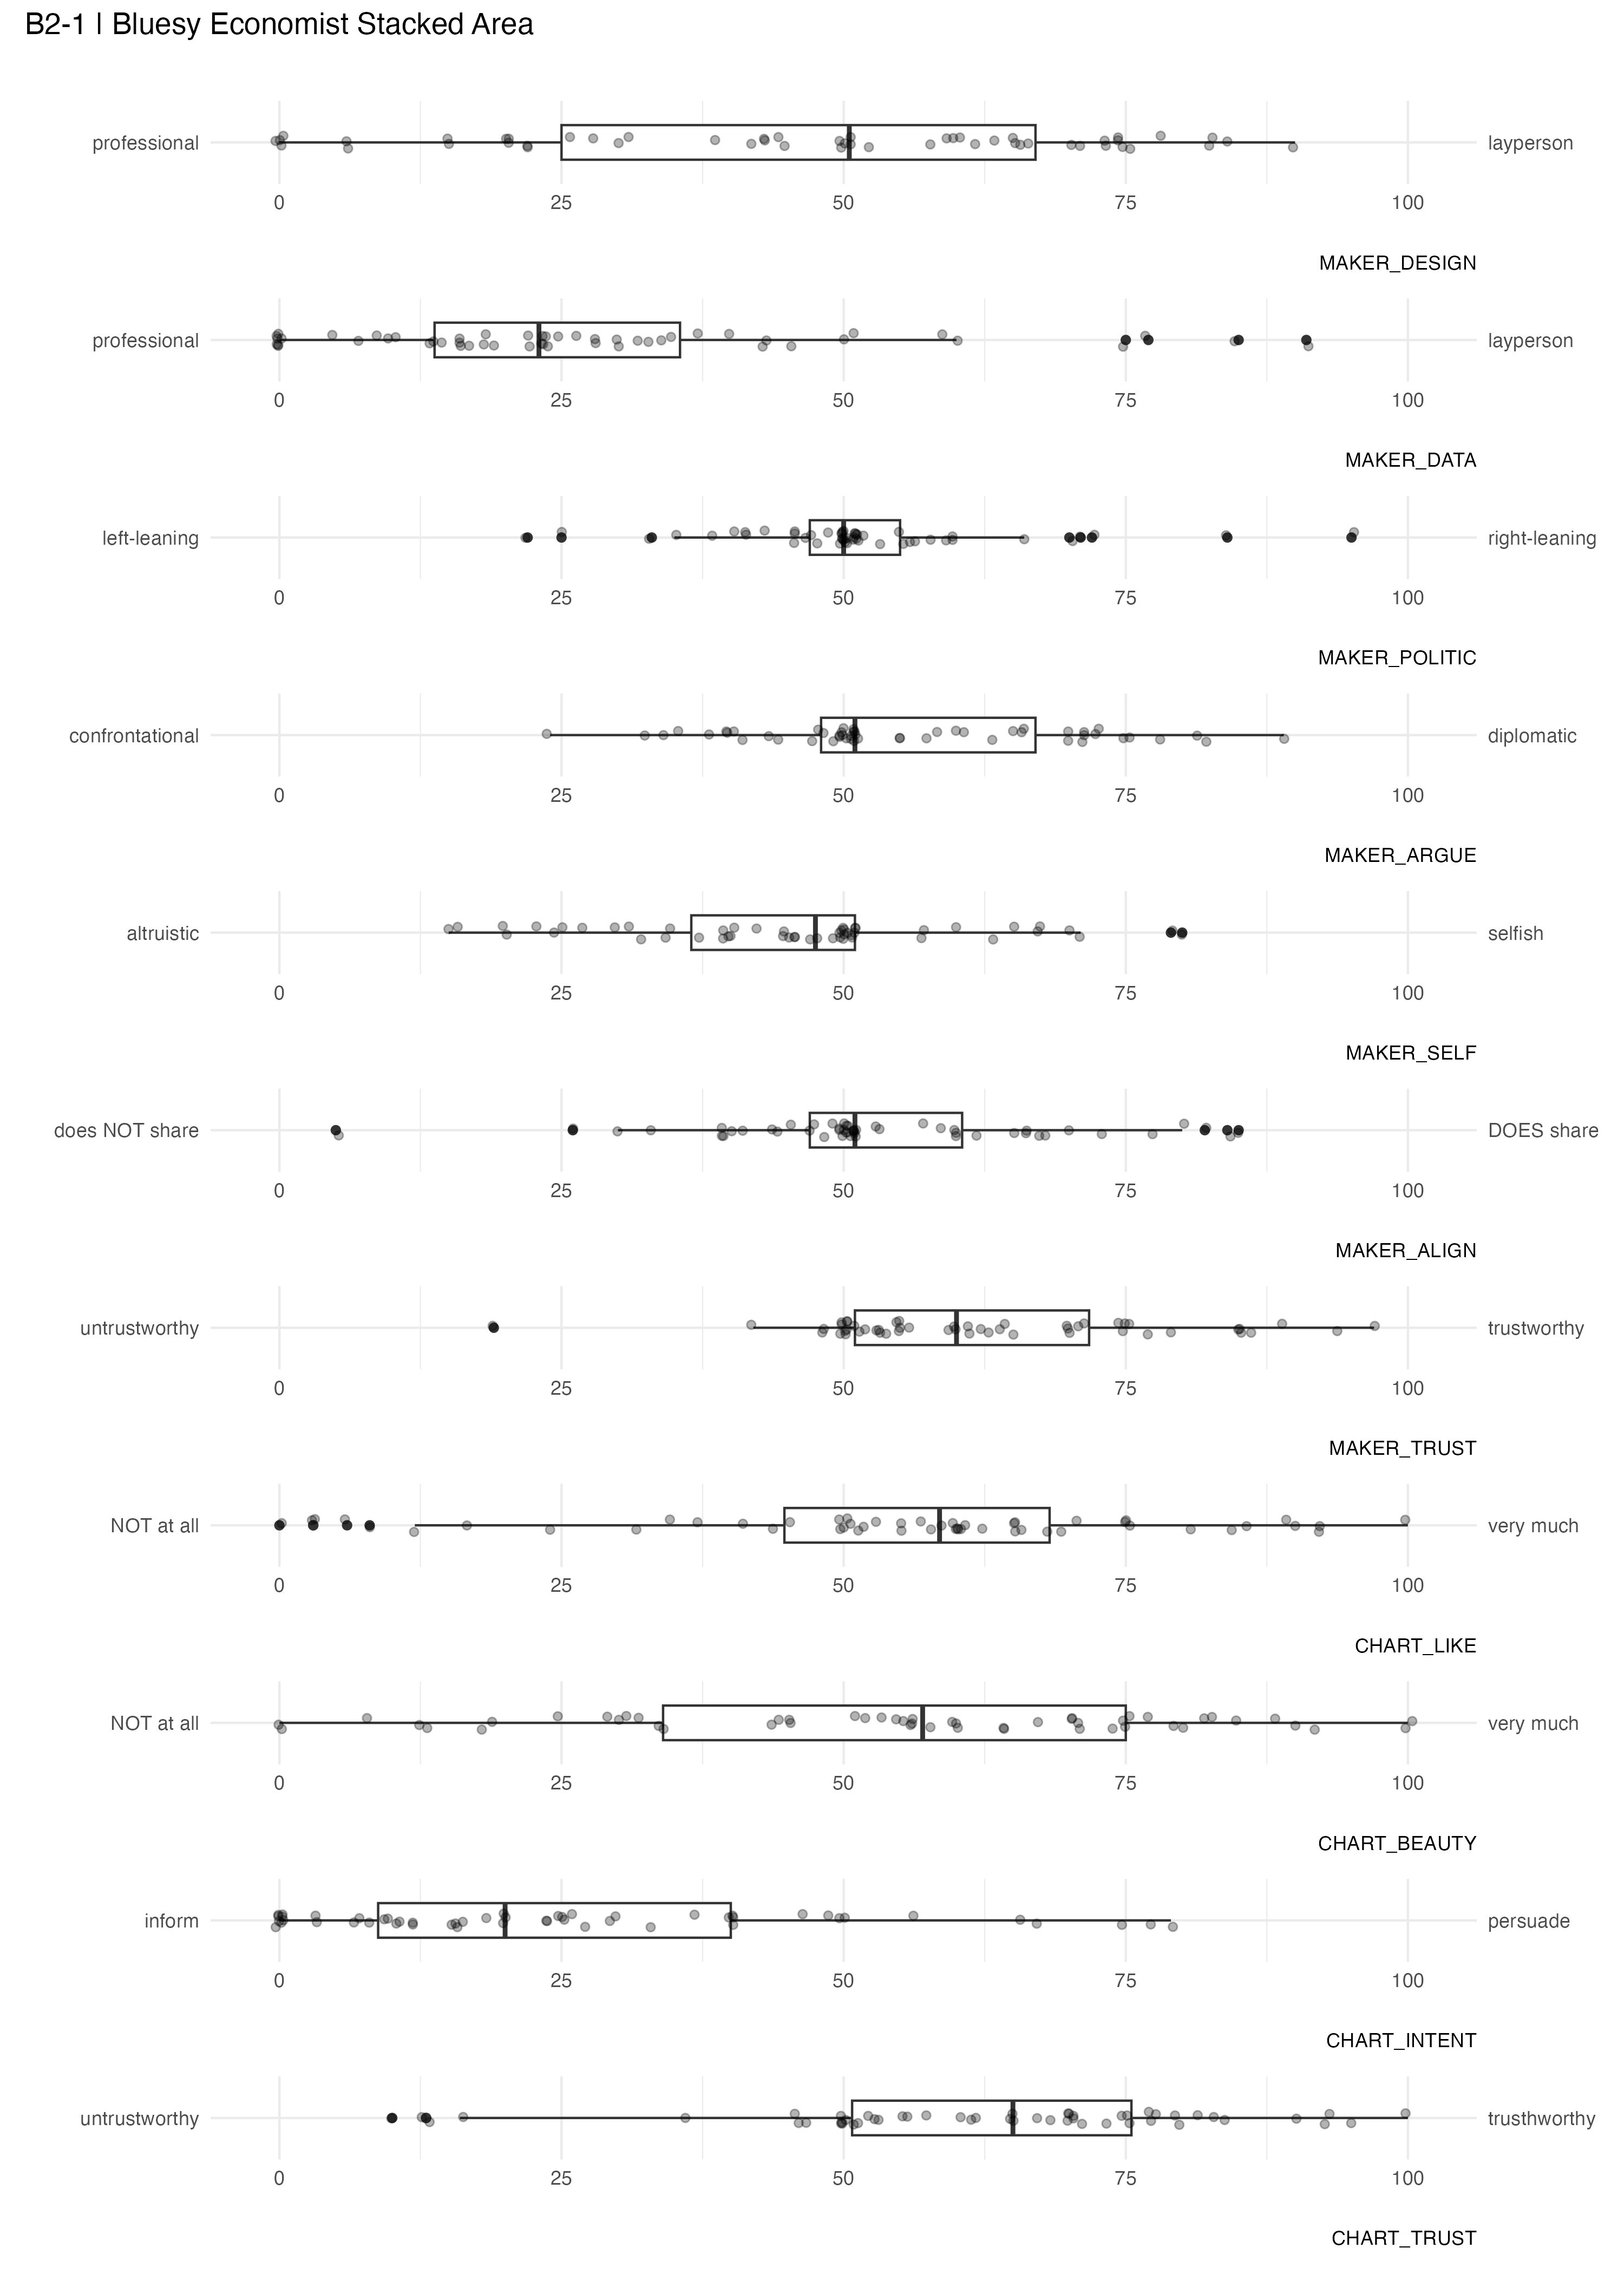 B2-1 | Bluesy Economist Stacked Area
professional layperson
0 25 50 75 100
MAKER_DESIGN
professional layperson
0 25 50 75 100
MAKER_DATA
left-leaning right-leaning
0 25 50 75 100
MAKER_POLITIC
confrontational diplomatic
0 25 50 75 100
MAKER_ARGUE
altruistic selfish
0 25 50 75 100
MAKER_SELF
does NOT share DOES share
0 25 50 75 100
MAKER_ALIGN
untrustworthy trustworthy
0 25 50 75 100
MAKER_TRUST
NOT at all very much
0 25 50 75 100
CHART_LIKE
NOT at all very much
0 25 50 75 100
CHART_BEAUTY
inform persuade
0 25 50 75 100
CHART_INTENT
untrustworthy trusthworthy
0 25 50 75 100
CHART_TRUST